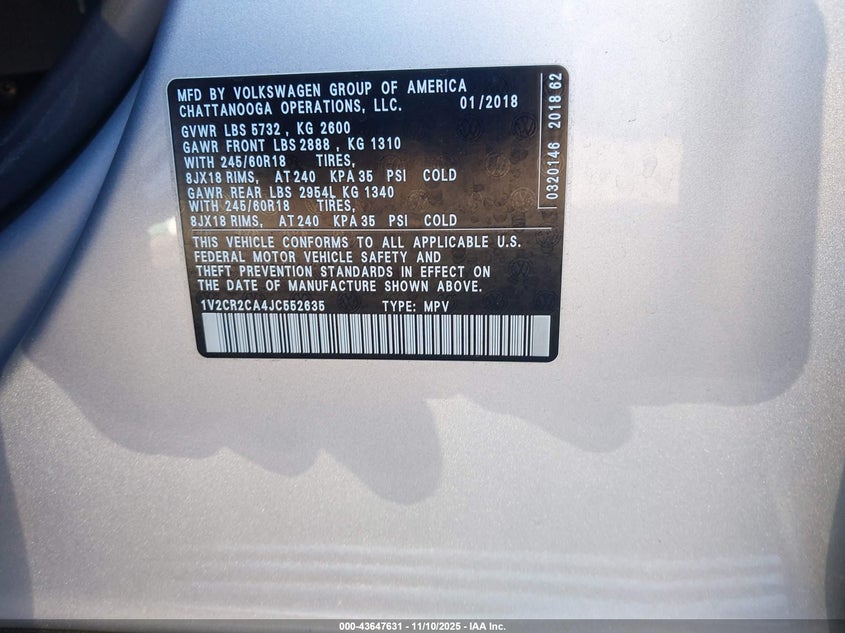 MFD BY VOLKSWAGEN GROUP OF AMERICA
CHATTANOOGA OPERATIONS, LLC. 01/2018
GVWR LBS 5732 , KG 2600
GAWR FRONT LBS 2888 , KG 1310
WITH 245/60R18 TIRES,
8JX18 RIMS, AT 240 KPA 35 PSI COLD
GAWR REAR LBS 2954L KG 1340
WITH 245/60R18 TIRES,
8JX18 RIMS, AT 240 KPA 35 PSI COLD
THIS VEHICLE CONFORMS TO ALL APPLICABLE U.S.
FEDERAL MOTOR VEHICLE SAFETY AND
THEFT PREVENTION STANDARDS IN EFFECT ON
THE DATE OF MANUFACTURE SHOWN ABOVE.
1V2CR2CA4JC552635 TYPE: MPV
0320146 2018 62
000-43647631 - 11/10/2025 - IAA Inc.